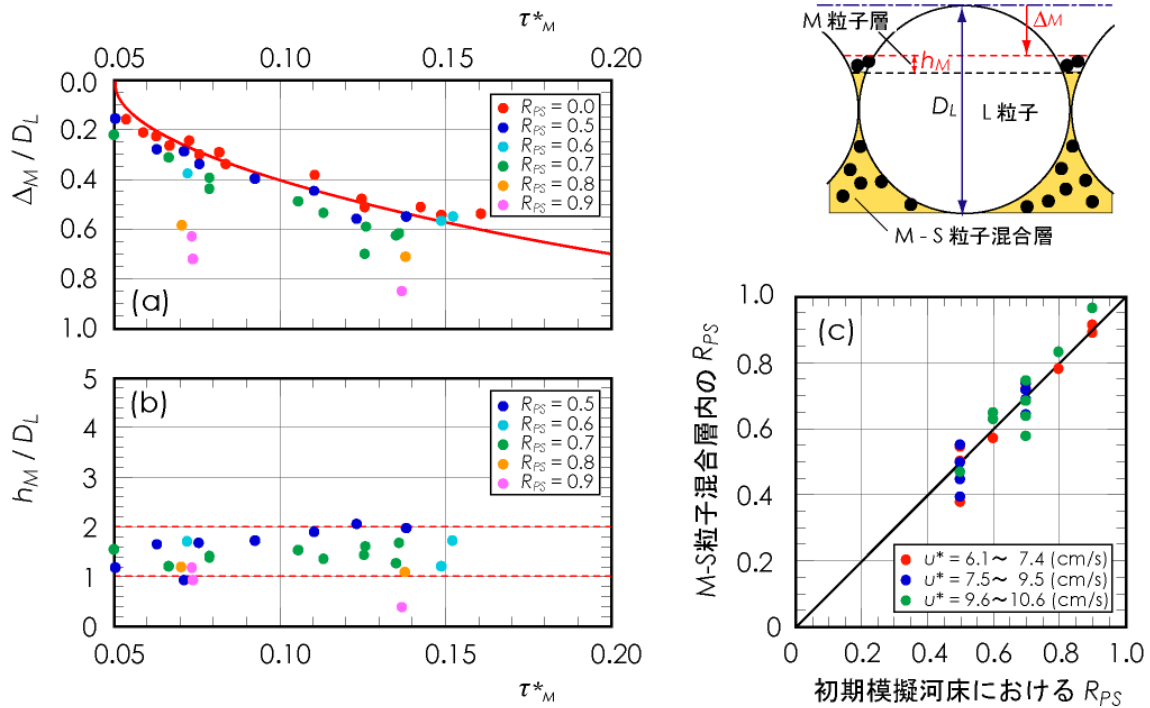 τ*M
0.05 0.10 0.15 0.20
0.0
0.2
0.4
0.6
0.8
1.0
ΔM / DL
RPS = 0.0
RPS = 0.5
RPS = 0.6
RPS = 0.7
RPS = 0.8
RPS = 0.9
(a)
5
4
3
2
1
0
hM / DL
(b)
RPS = 0.5
RPS = 0.6
RPS = 0.7
RPS = 0.8
RPS = 0.9
0.05 0.10 0.15 0.20
τ*M
M 粒子層
ΔM
hM
DL
L 粒子
M - S 粒子混合層
1.0
0.8
0.6
0.4
0.2
0
M-S粒子混合層内の RPS
(c)
u* = 6.1～ 7.4 (cm/s)
u* = 7.5～ 9.5 (cm/s)
u* = 9.6～10.6 (cm/s)
0 0.2 0.4 0.6 0.8 1.0
初期模擬河床における RPS